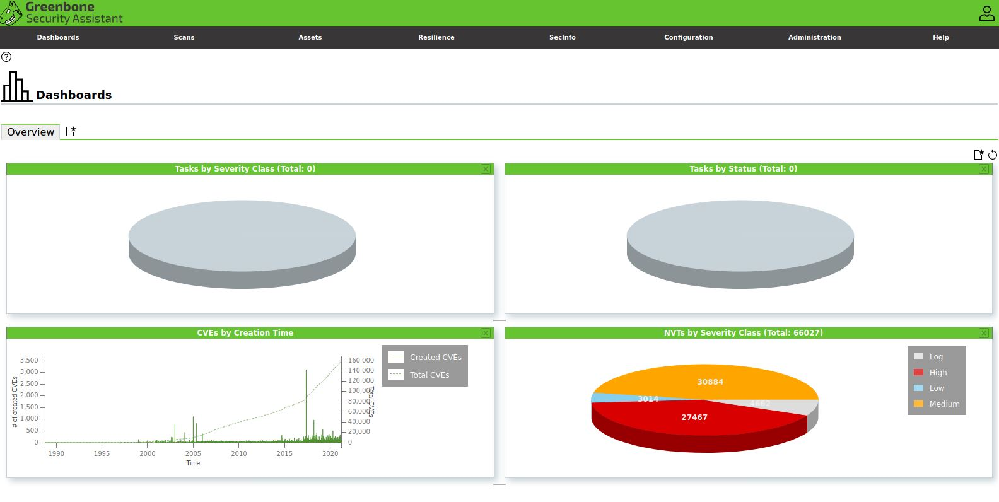 Greenbone
Security Assistant
Dashboards Scans Assets Resilience SecInfo Configuration Administration Help
?
Dashboards
Overview
Tasks by Severity Class (Total: 0)
Tasks by Status (Total: 0)
CVEs by Creation Time
# of created CVEs
3,500
3,000
2,500
2,000
1,500
1,000
500
0
160,000
140,000
120,000
100,000
80,000
60,000
40,000
20,000
0
Total CVEs
1990 1995 2000 2005 2010 2015 2020
Time
Created CVEs
Total CVEs
NVTs by Severity Class (Total: 66027)
30884
3014
4662
27467
Log
High
Low
Medium